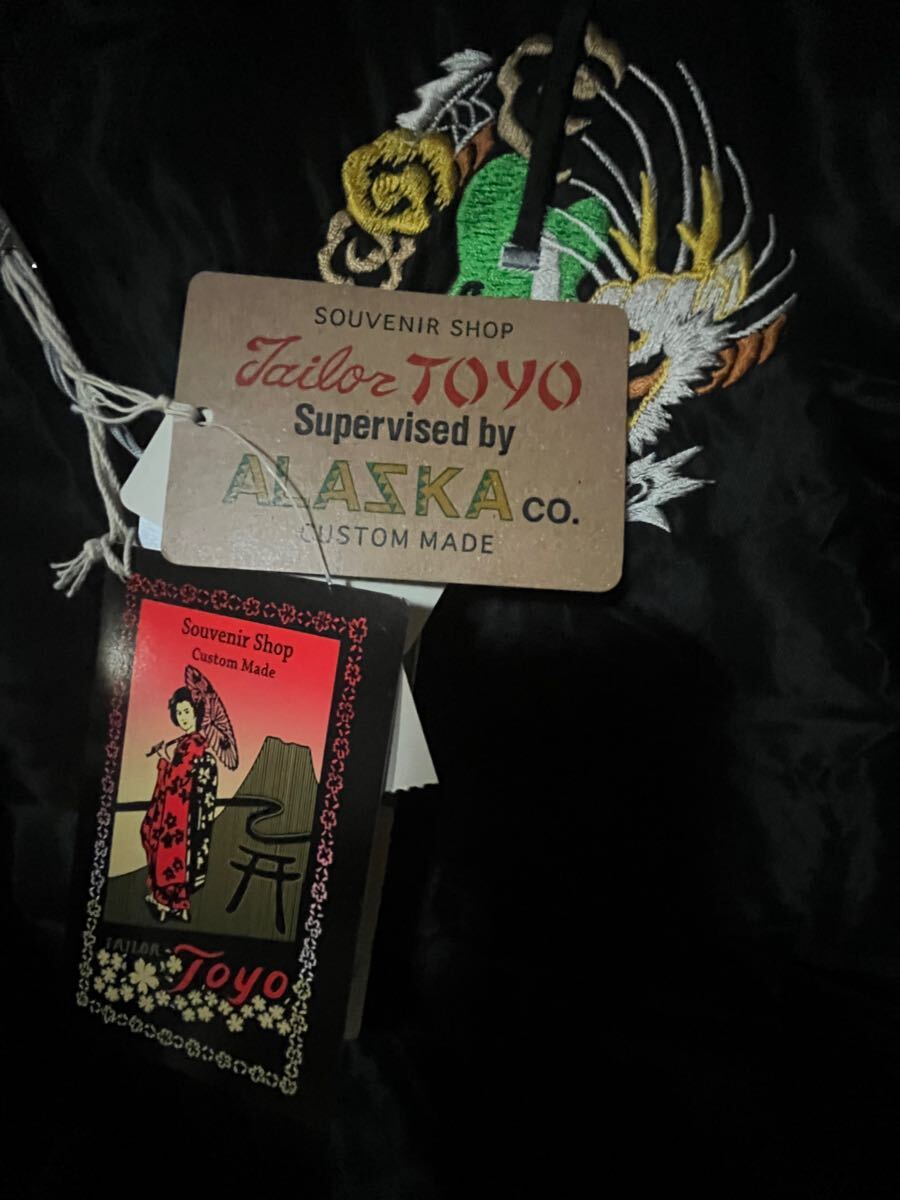 SOUVENIR SHOP
Tailor TOYO
Supervised by
ALASKA CO.
CUSTOM MADE
Souvenir Shop
Custom Made
TAILOR
Toyo